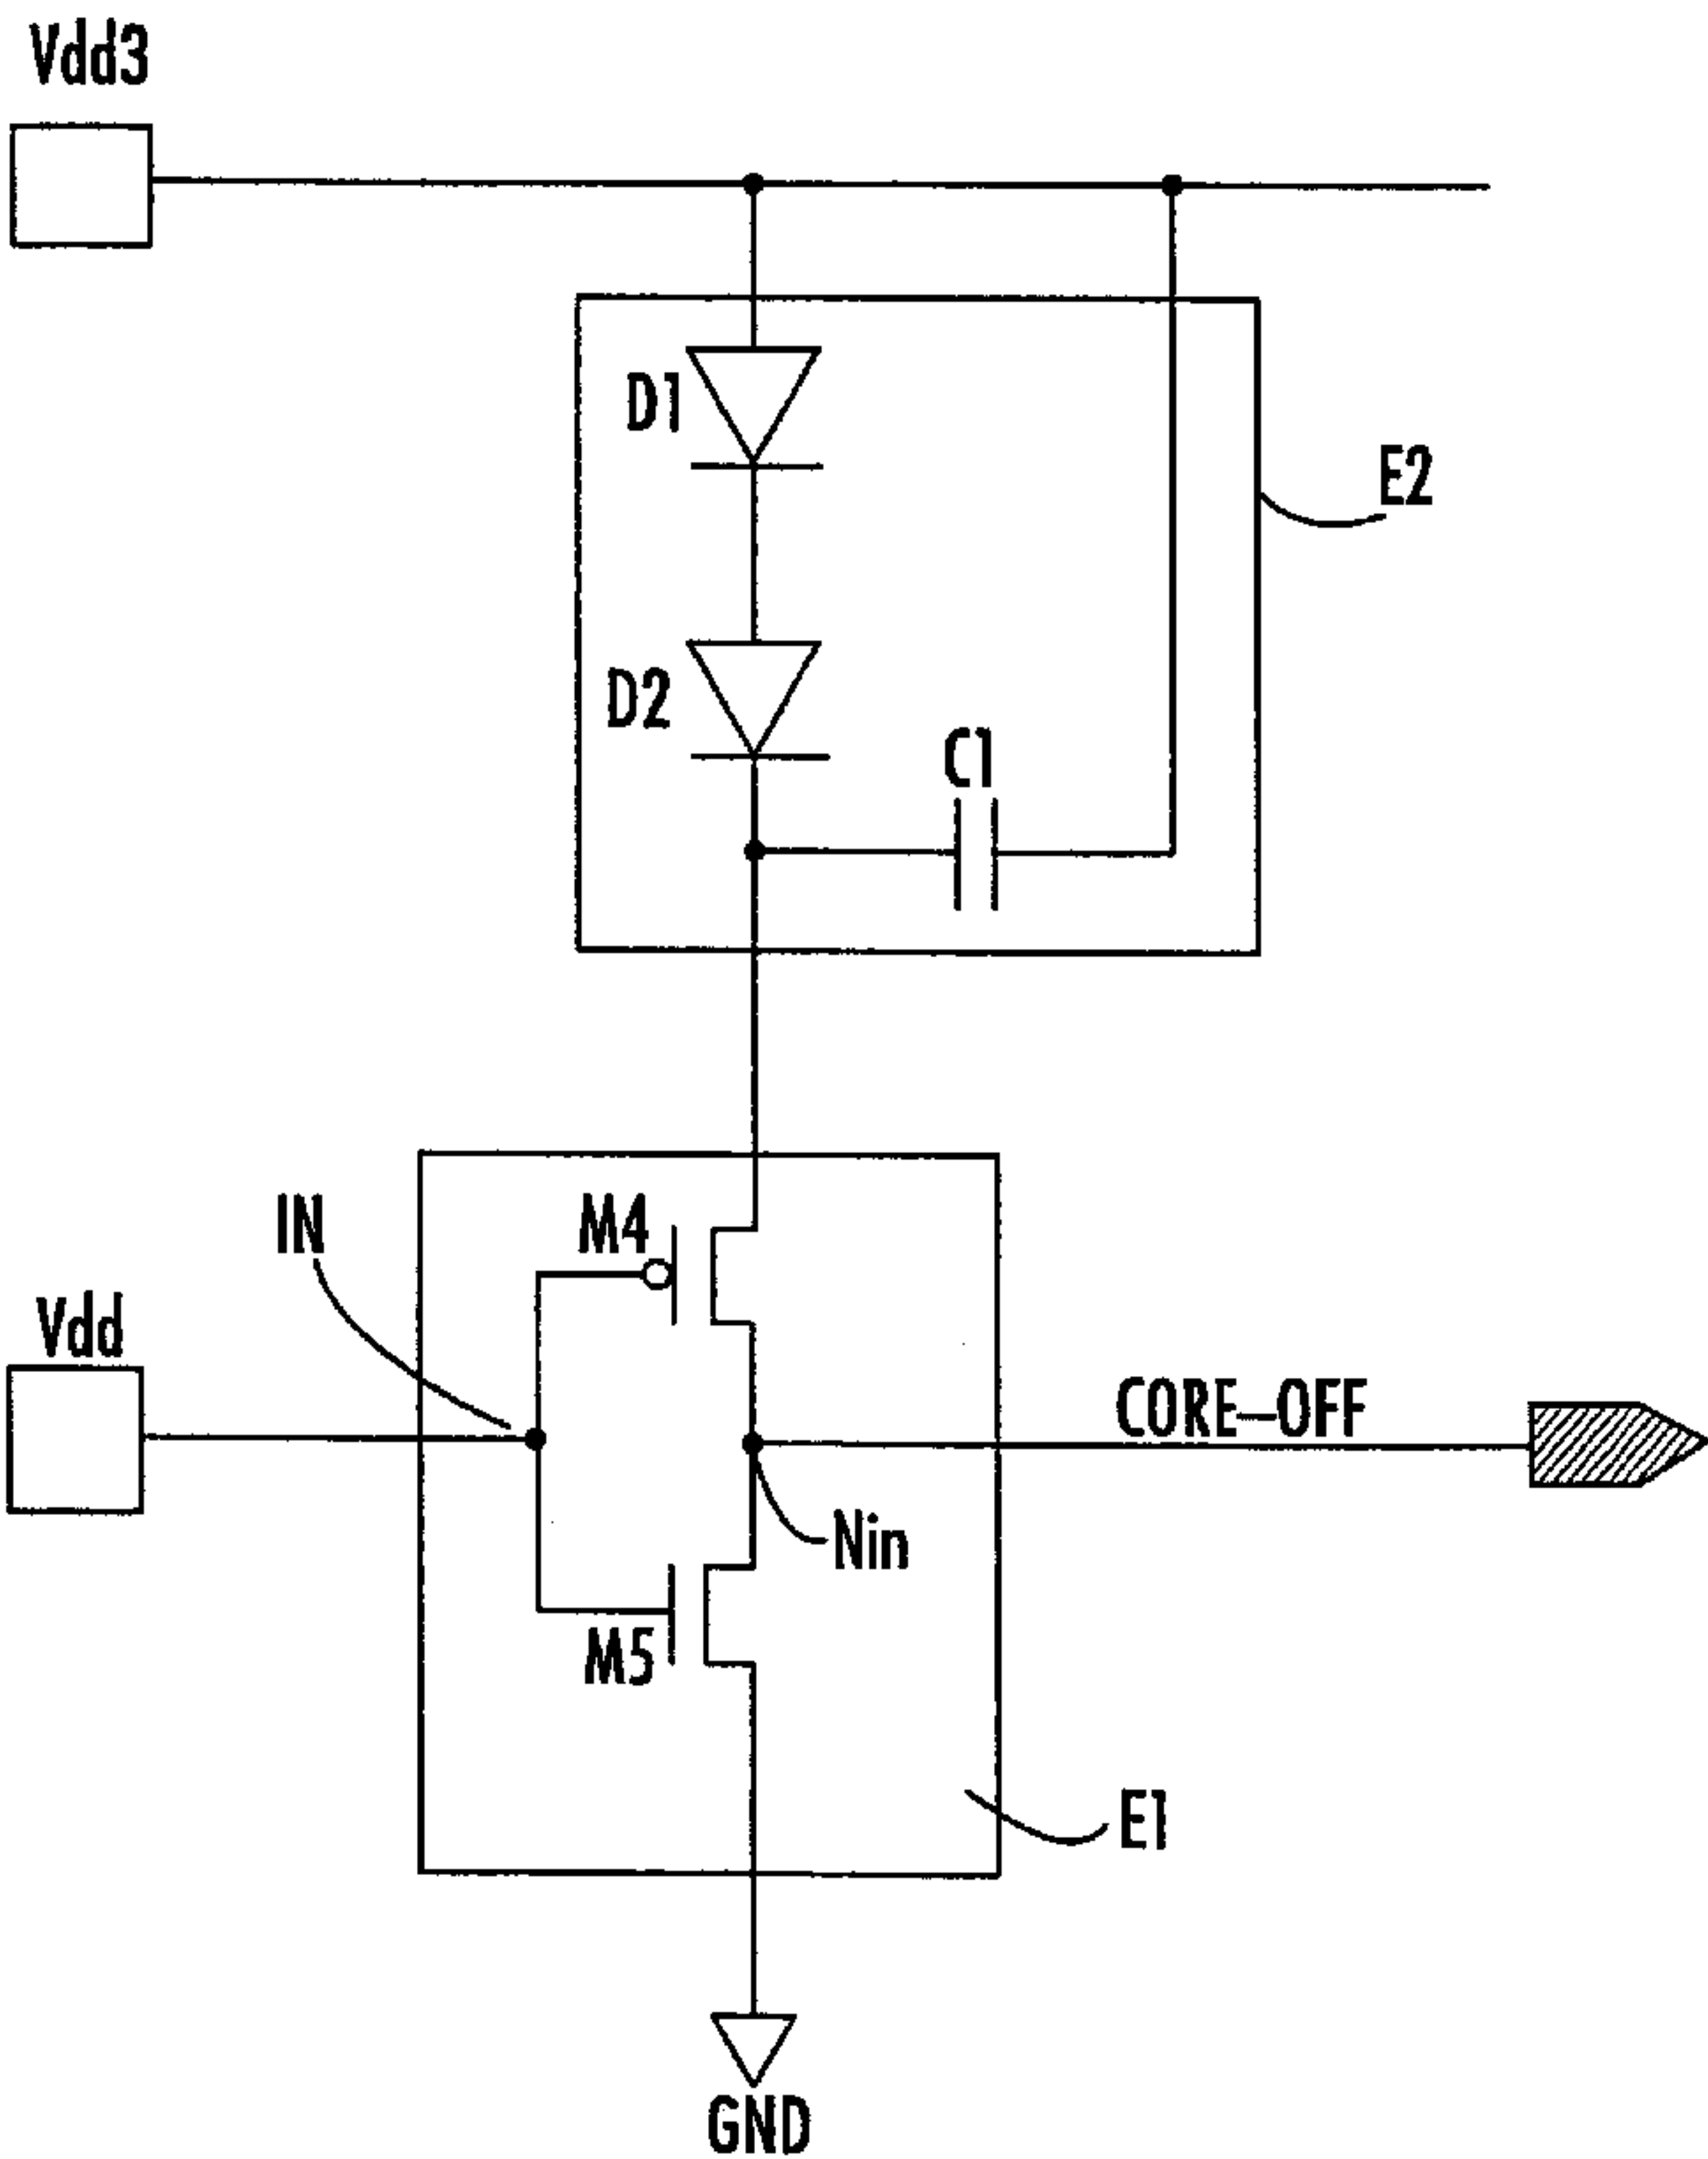 Vdd3
D1
E2
D2
C1
IN
M4
Vdd
CORE-OFF
Nin
M5
E1
GND